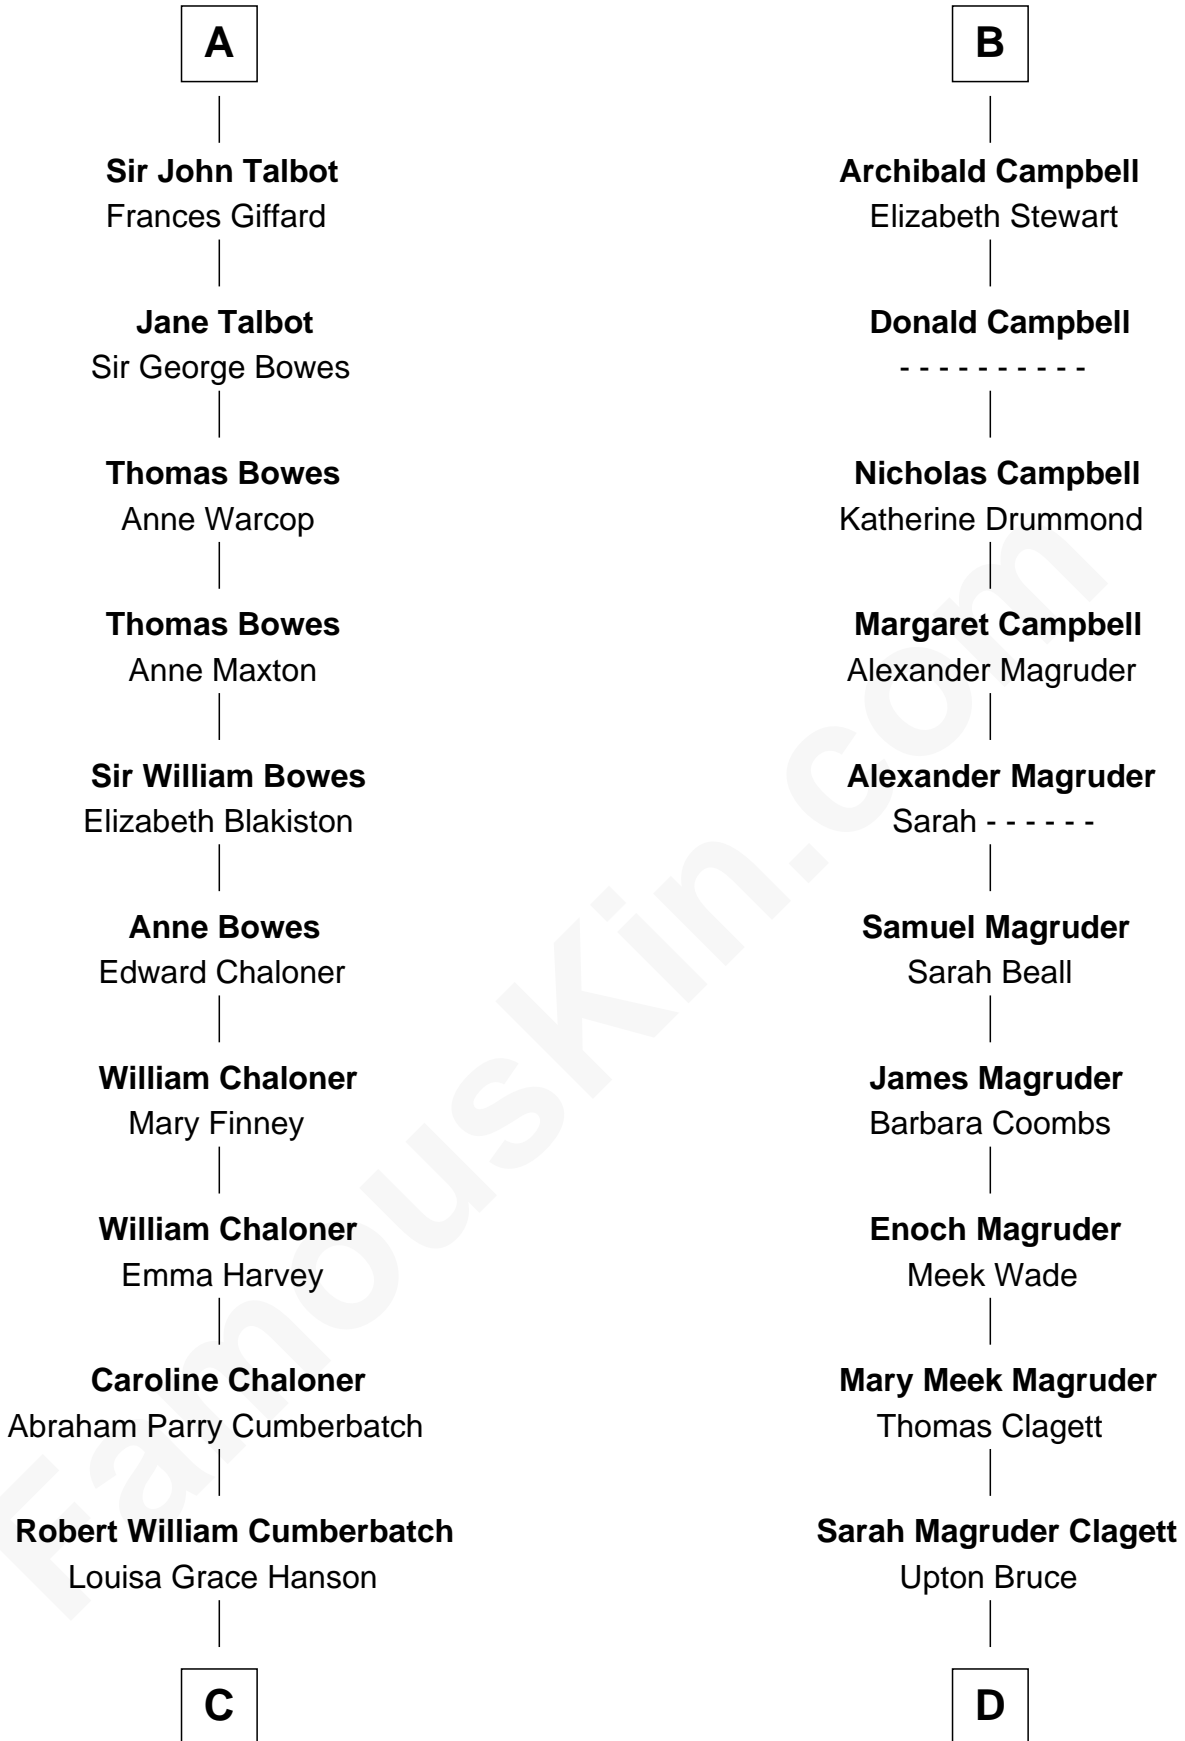 A
Sir John Talbot
Frances Giffard
Jane Talbot
Sir George Bowes
Thomas Bowes
Anne Warcop
Thomas Bowes
Anne Maxton
Sir William Bowes
Elizabeth Blakiston
Anne Bowes
Edward Chaloner
William Chaloner
Mary Finney
William Chaloner
Emma Harvey
Caroline Chaloner
Abraham Parry Cumberbatch
Robert William Cumberbatch
Louisa Grace Hanson
C
B
Archibald Campbell
Elizabeth Stewart
Donald Campbell
- - - - - - - - - -
Nicholas Campbell
Katherine Drummond
Margaret Campbell
Alexander Magruder
Alexander Magruder
Sarah - - - - - -
Samuel Magruder
Sarah Beall
James Magruder
Barbara Coombs
Enoch Magruder
Meek Wade
Mary Meek Magruder
Thomas Clagett
Sarah Magruder Clagett
Upton Bruce
D
FamousKin.com